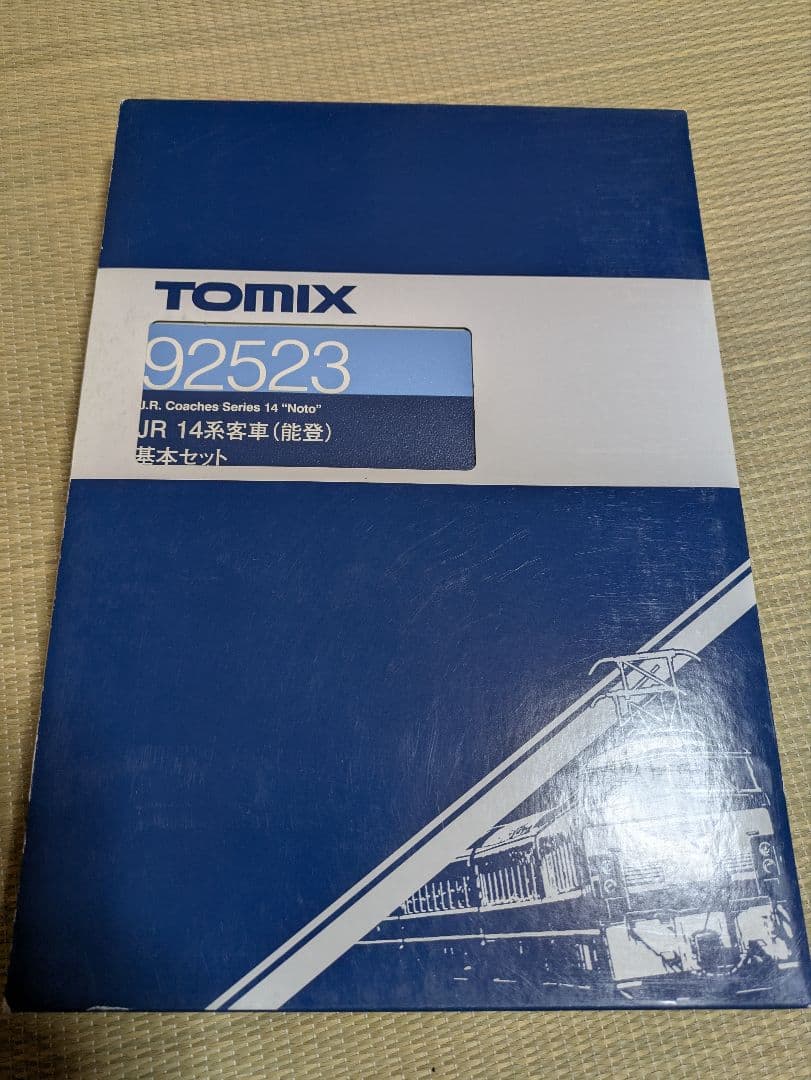 TOMIX
92523
J.R. Coaches Series 14 "Noto"
JR 14系客車(能登)
基本セット